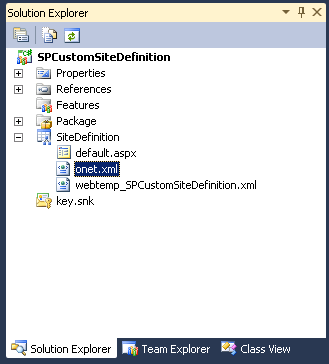 Solution Explorer
SPCustomSiteDefinition
Properties
References
Features
Package
SiteDefinition
default.aspx
onet.xml
webtemp_SPCustomSiteDefinition.xml
key.snk
Solution Explorer Team Explorer Class View